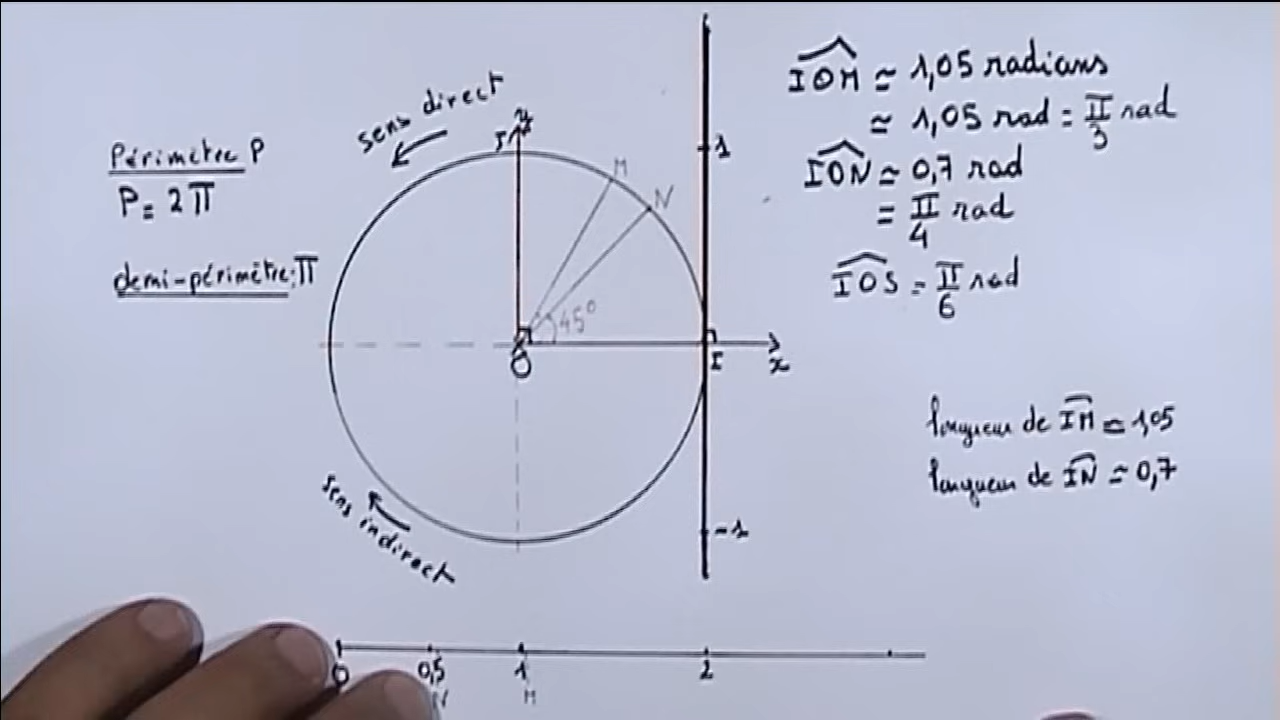 Périmètre P
P = 2π
demi-périmètre: π
sens direct
y
J
M
N
45°
O
I
x
1
-1
sens indirect
IOM ≃ 1,05 radians
≃ 1,05 rad = π/3 rad
ION ≃ 0,7 rad
= π/4 rad
IOS = π/6 rad
longueur de IM ≃ 1,05
longueur de IN ≃ 0,7
0 0,5 1 2
N M